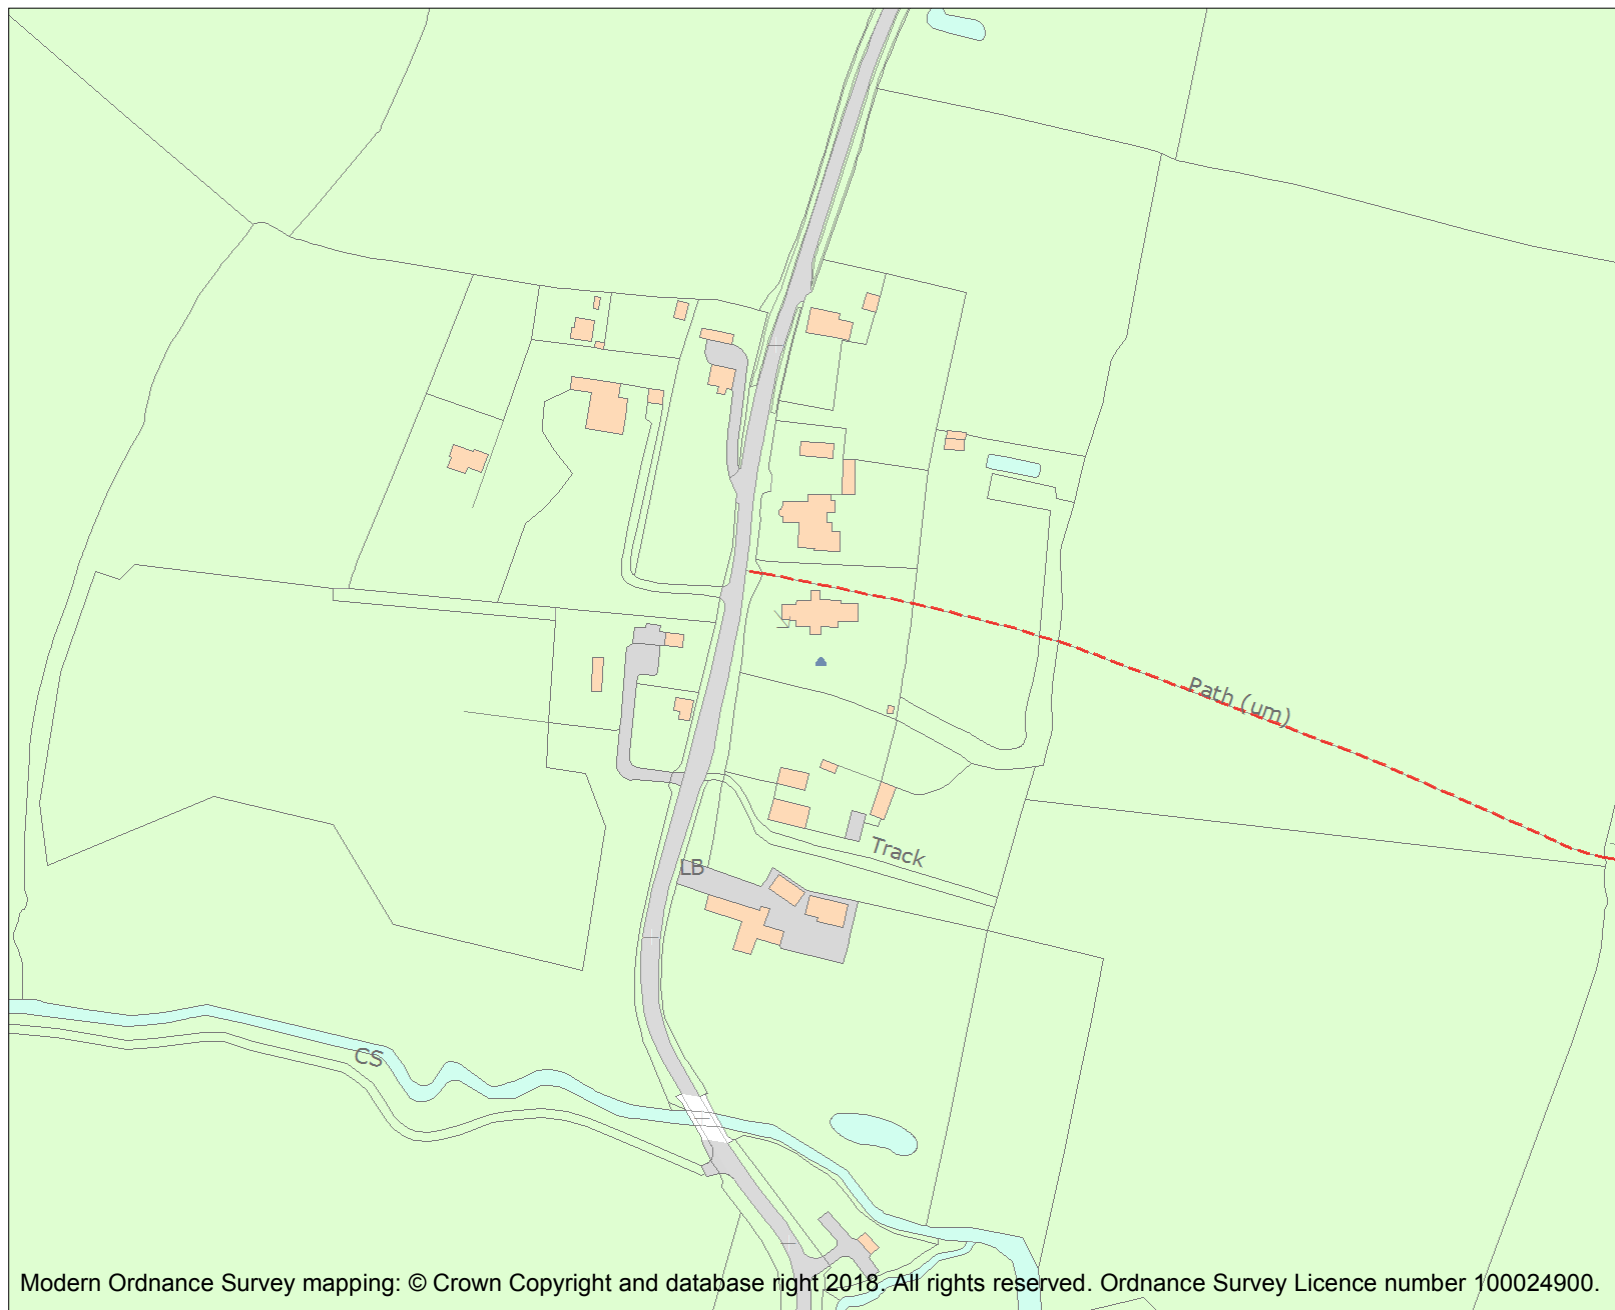 Path (um)
Track
LB
CS
Modern Ordnance Survey mapping: © Crown Copyright and database right 2018. All rights reserved. Ordnance Survey Licence number 100024900.